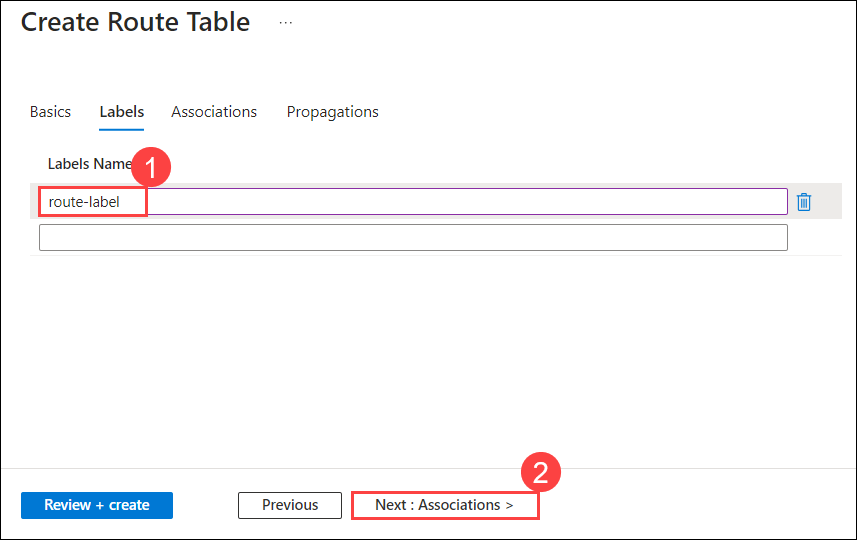 Create Route Table ...
Basics Labels Associations Propagations
Labels Name 1
route-label
2
Review + create Previous Next : Associations >